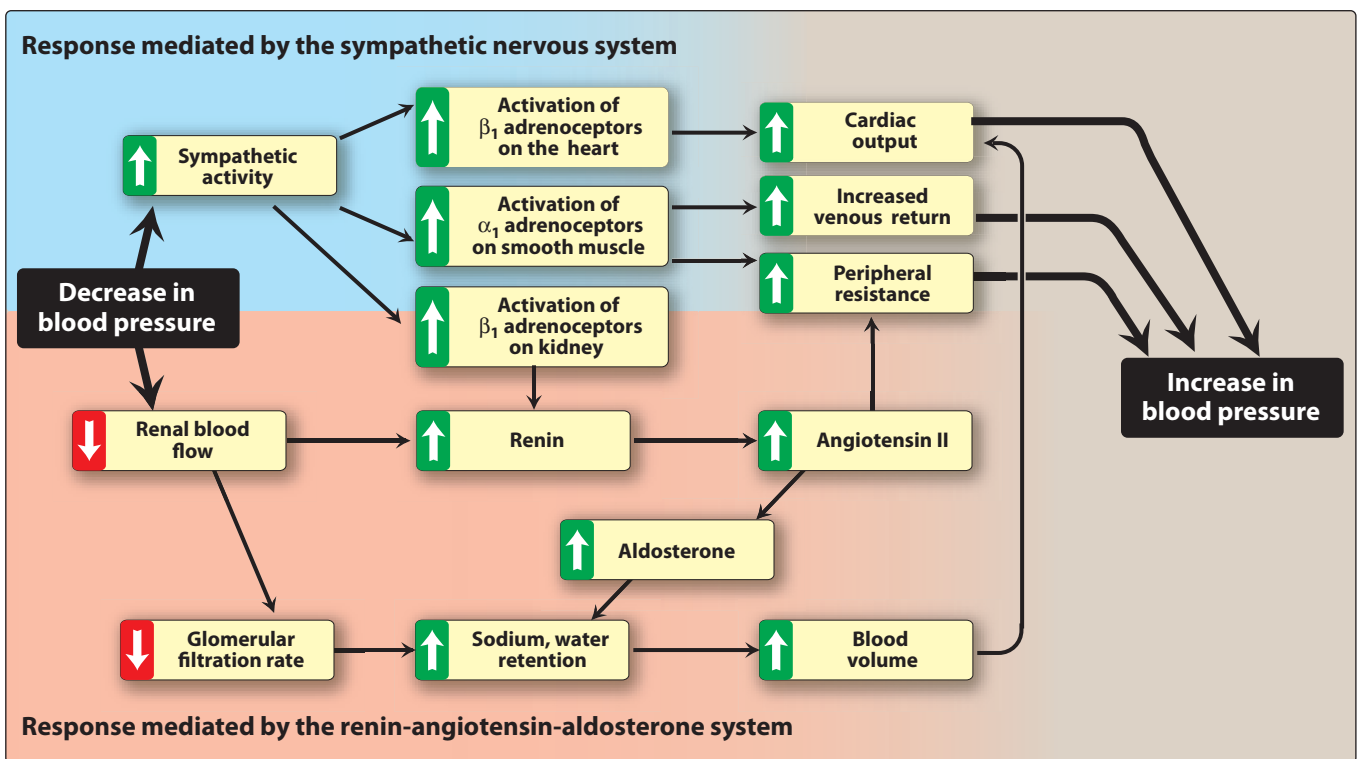 Response mediated by the sympathetic nervous system
Activation of
β1 adrenoceptors
on the heart
Cardiac
output
Sympathetic
activity
Activation of
α1 adrenoceptors
on smooth muscle
Increased
venous return
Peripheral
resistance
Decrease in
blood pressure
Activation of
β1 adrenoceptors
on kidney
Increase in
blood pressure
Renal blood
flow
Renin
Angiotensin II
Aldosterone
Glomerular
filtration rate
Sodium, water
retention
Blood
volume
Response mediated by the renin-angiotensin-aldosterone system